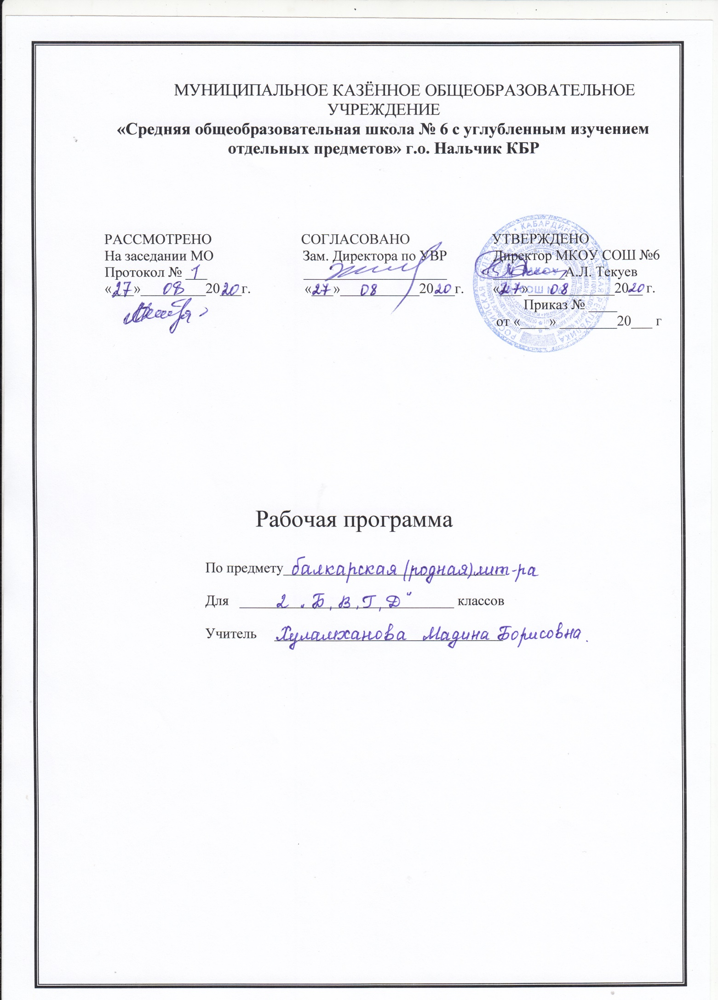 МУНИЦИПАЛЬНОЕ КАЗЁННОЕ ОБЩЕОБРАЗОВАТЕЛЬНОЕ
УЧРЕЖДЕНИЕ
«Средняя общеобразовательная школа № 6 с углубленным изучением
отдельных предметов» г.о. Нальчик КБР
РАССМОТРЕНО
На заседании МО
Протокол № 1
«27» 08 2020 г.
СОГЛАСОВАНО
Зам. Директора по УВР
«27» 08 2020 г.
УТВЕРЖДЕНО
Директор МКОУ СОШ №6
А.Л. Текуев
«27» 08 2020 г.
Приказ № ____
от «____» ________20___ г
Рабочая программа
По предмету балкарская (родная) лит-ра
Для 2 „Б, В, Г, Д" классов
Учитель Хуламханова Мадина Борисовна.